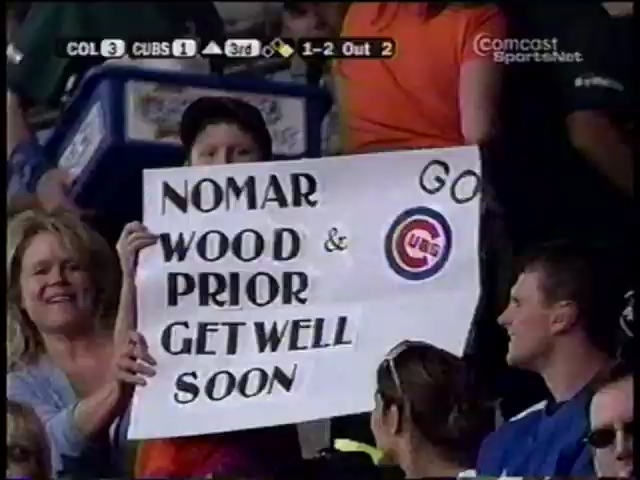 COL 3 CUBS 1 3rd 1-2 Out 2
Comcast
SportsNet
NOMAR
GO
WOOD &
CUBS
PRIOR
GET WELL
SOON